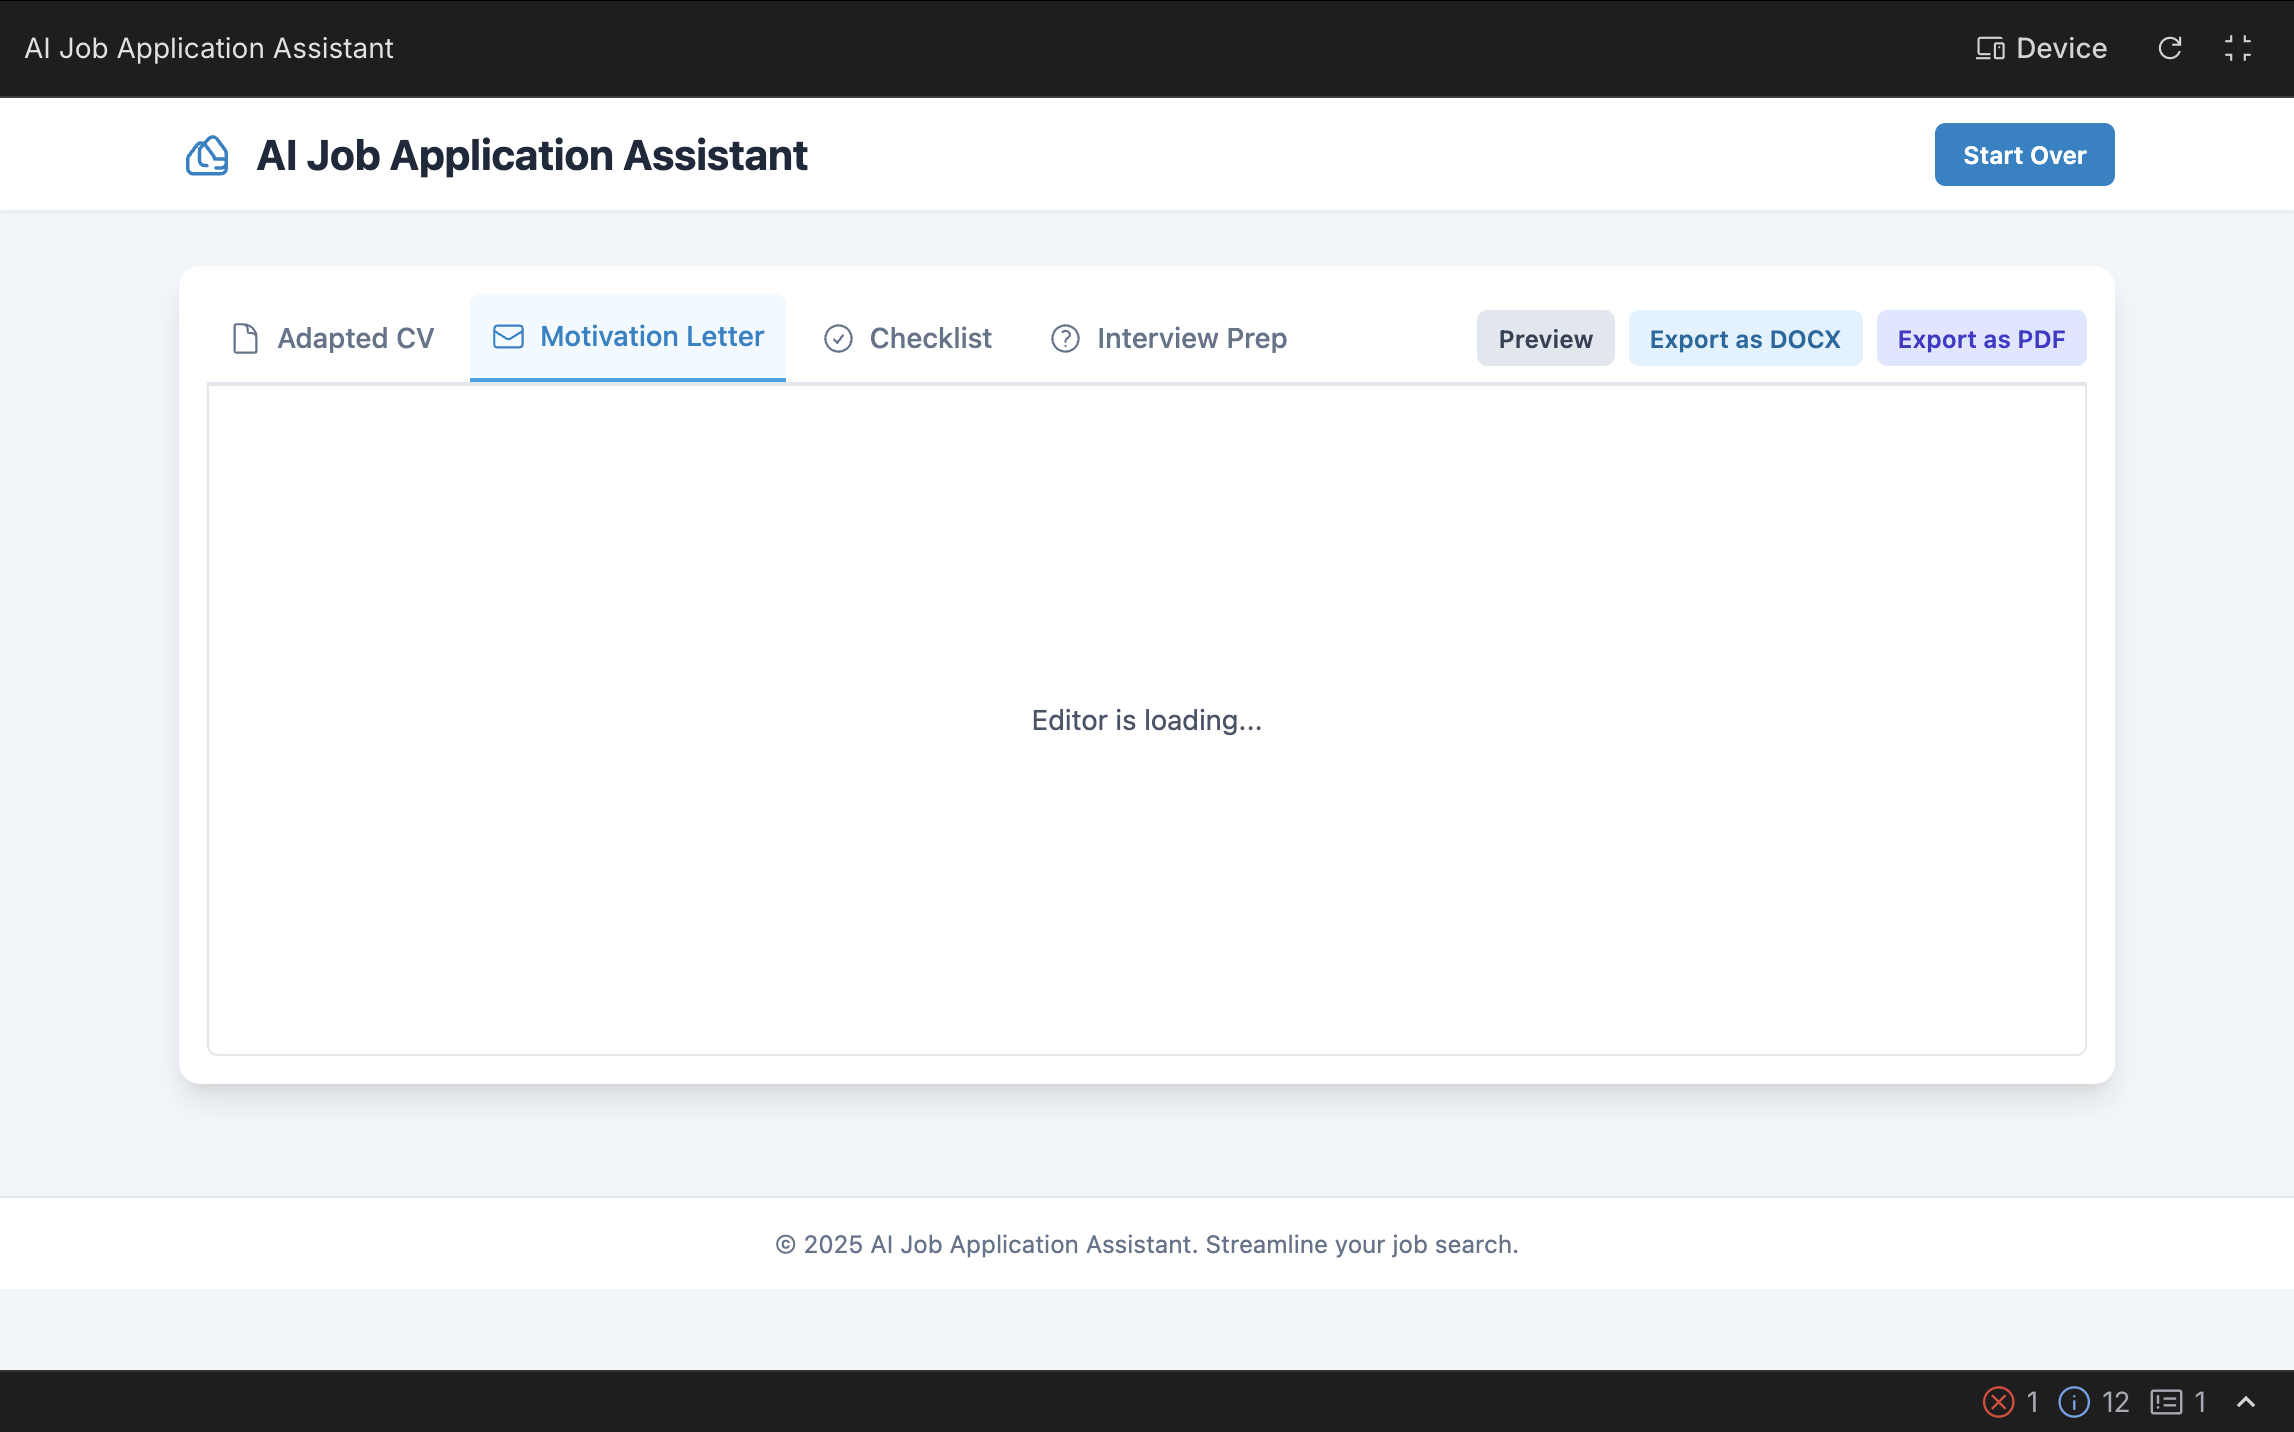 AI Job Application Assistant
Device
AI Job Application Assistant
Start Over
Adapted CV
Motivation Letter
Checklist
Interview Prep
Preview
Export as DOCX
Export as PDF
Editor is loading...
© 2025 AI Job Application Assistant. Streamline your job search.
1
12
1